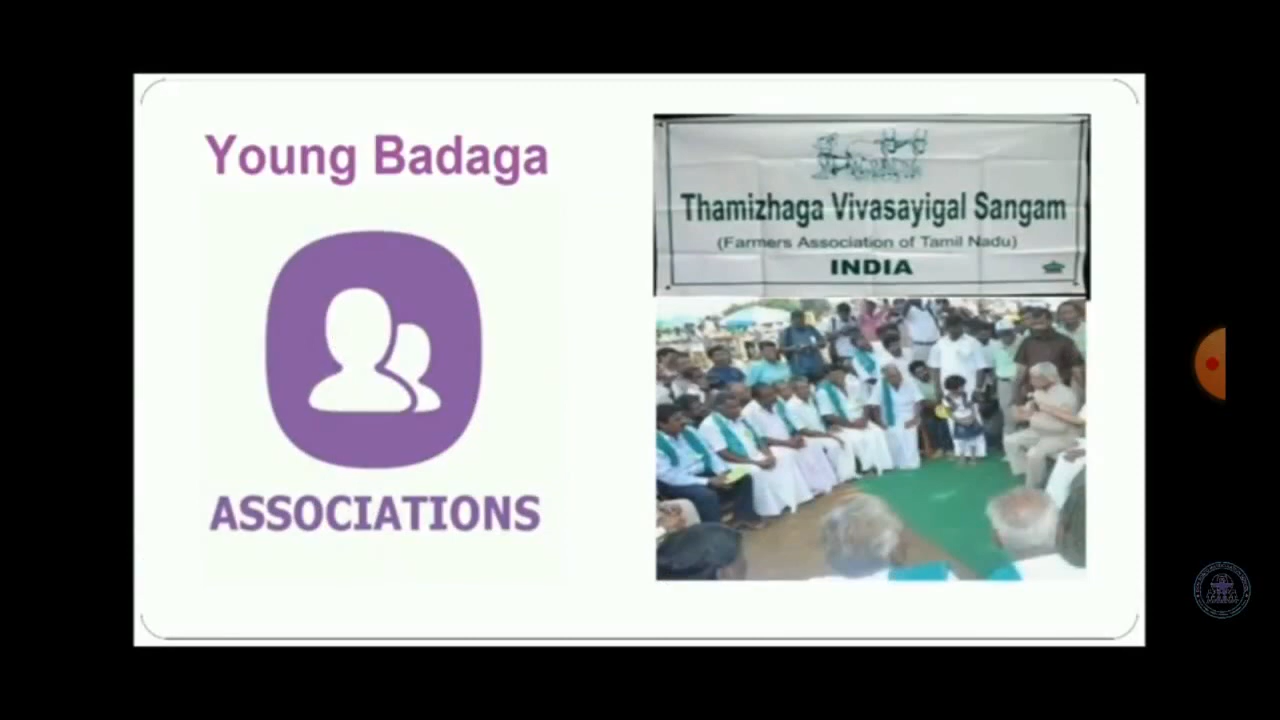 Young Badaga
ASSOCIATIONS
Thamizhaga Vivasayigal Sangam
(Farmers Association of Tamil Nadu)
INDIA